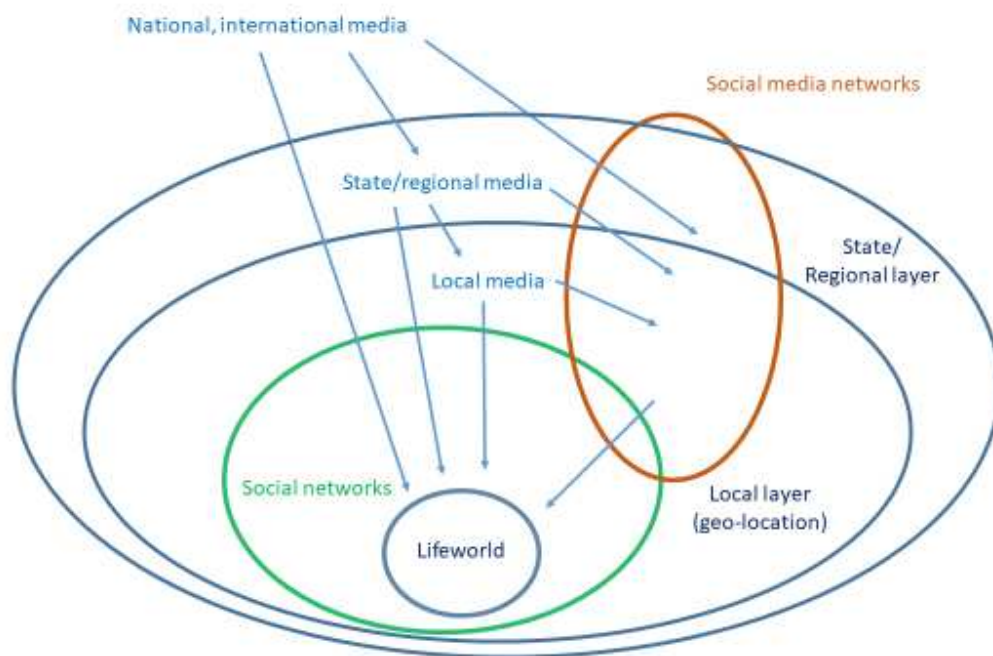 National, international media
Social media networks
State/regional media
State/
Regional layer
Local media
Social networks
Local layer
(geo-location)
Lifeworld